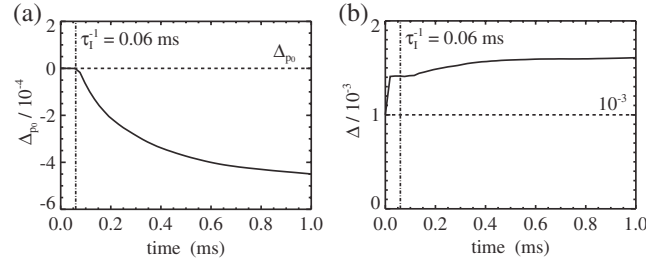 (a)
τ_I^-1 = 0.06 ms
Δ_p₀
Δ_p₀ / 10^-4
0
-2
-4
-6
0.0 0.2 0.4 0.6 0.8 1.0
time (ms)
(b)
τ_I^-1 = 0.06 ms
10^-3
Δ / 10^-3
2
1
0
0.0 0.2 0.4 0.6 0.8 1.0
time (ms)
2